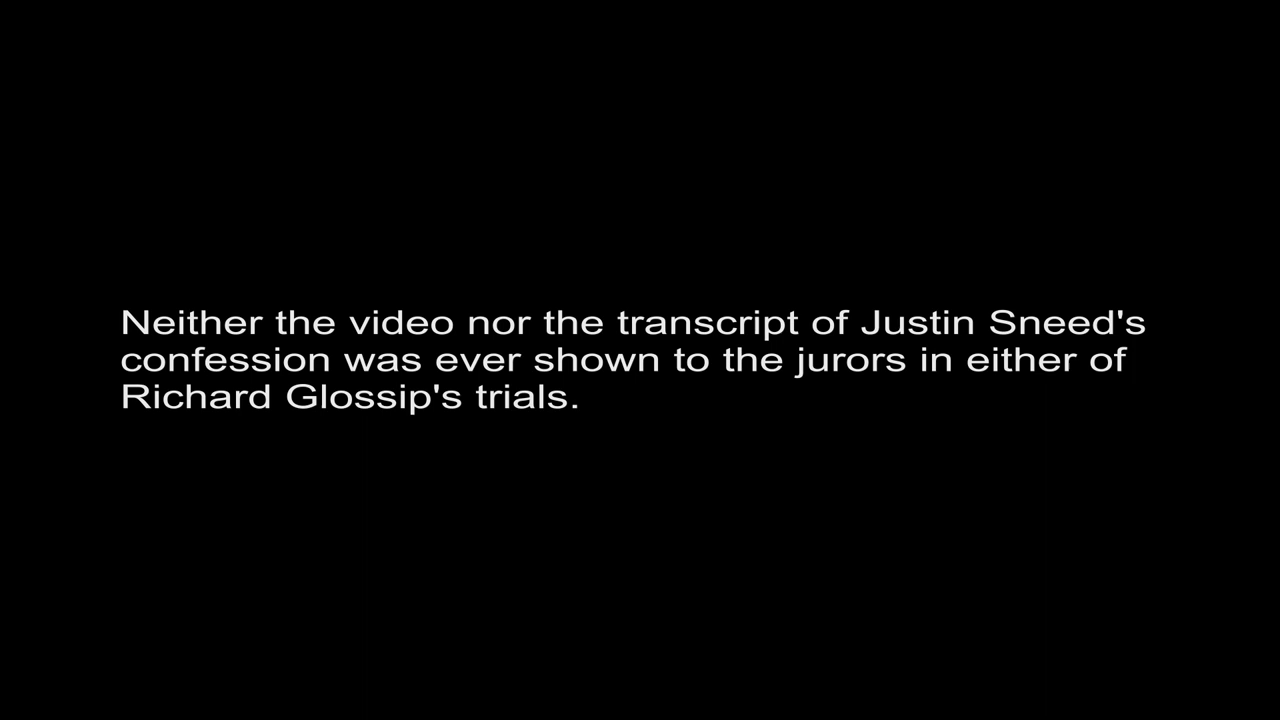 Neither the video nor the transcript of Justin Sneed's
confession was ever shown to the jurors in either of
Richard Glossip's trials.